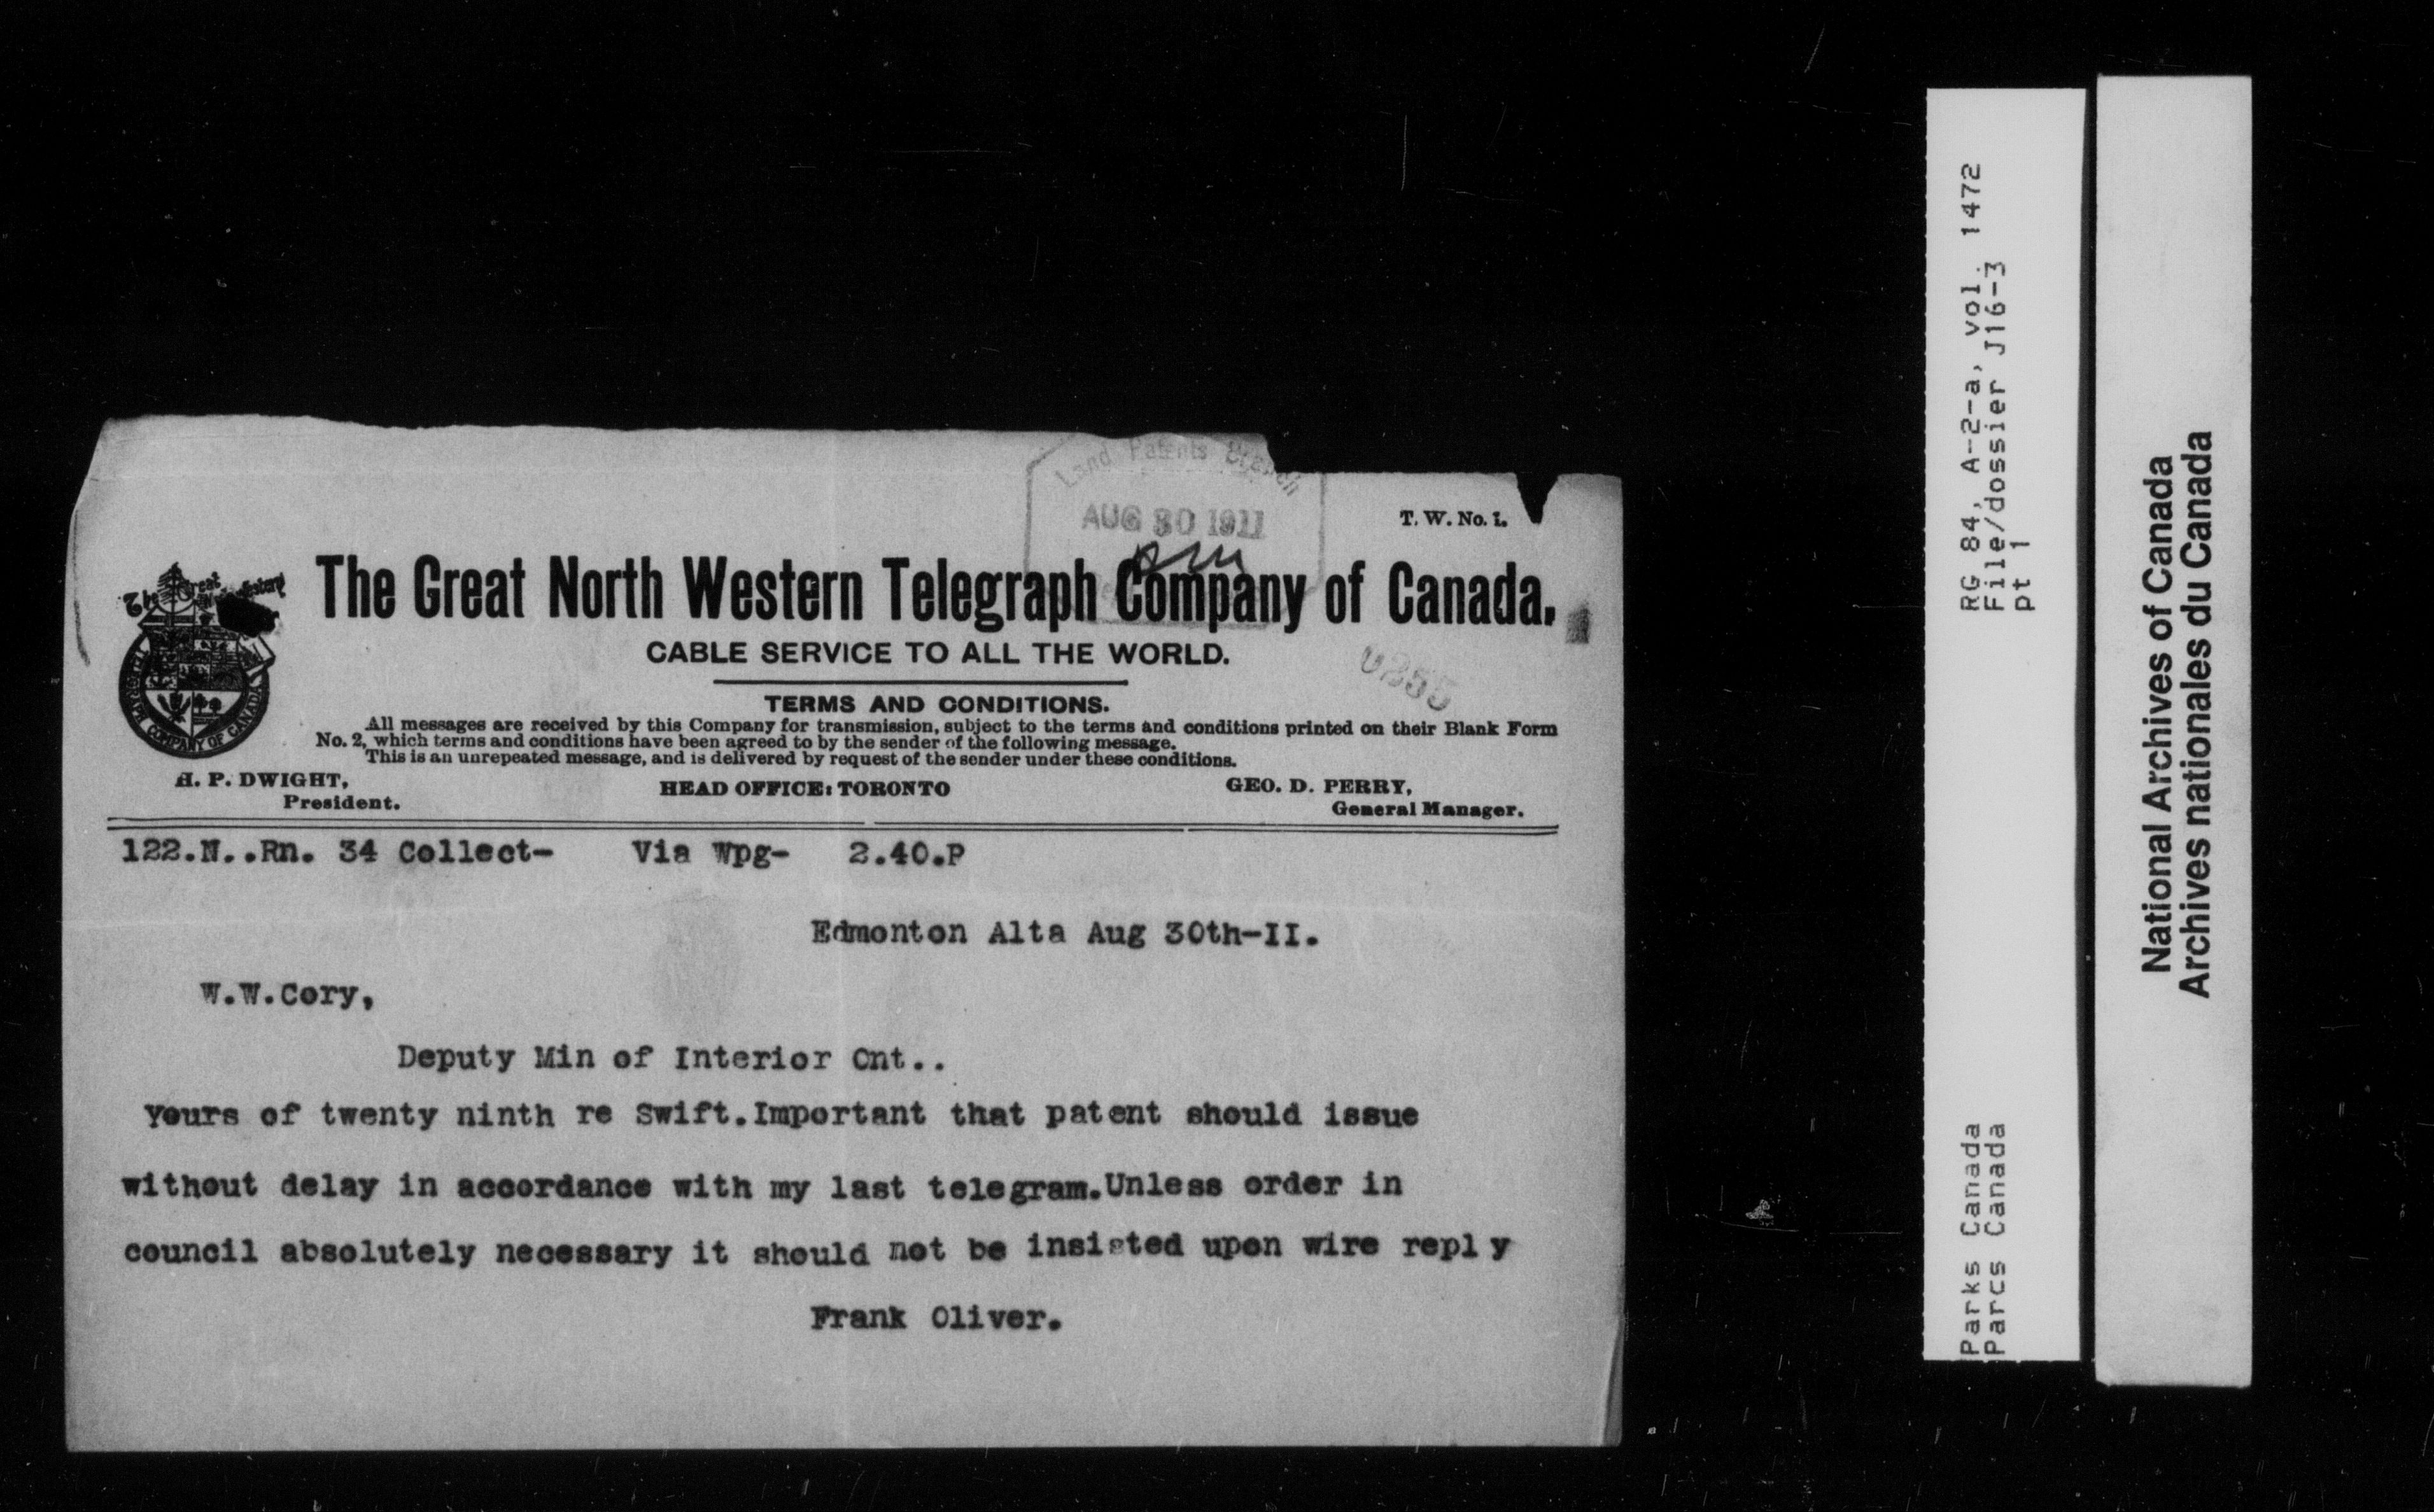 Land Patents Branch
AUG 30 1911
T. W. No. 1.
The Great North Western Telegraph Company of Canada.
CABLE SERVICE TO ALL THE WORLD.
TERMS AND CONDITIONS.
All messages are received by this Company for transmission, subject to the terms and conditions printed on their Blank Form
No. 2, which terms and conditions have been agreed to by the sender of the following message.
This is an unrepeated message, and is delivered by request of the sender under these conditions.
H. P. DWIGHT,
President.
HEAD OFFICE: TORONTO
GEO. D. PERRY,
General Manager.
122.N..Rn. 34 Collect- Via Wpg- 2.40.P
Edmonton Alta Aug 30th-II.
W.W.Cory,
Deputy Min of Interior Ont..
Yours of twenty ninth re Swift.Important that patent should issue
without delay in accordance with my last telegram.Unless order in
council absolutely necessary it should not be insisted upon wire reply
Frank Oliver.
RG 84, A-2-a, vol. 1472
File/dossier J16-3
pt 1
Parks Canada
Parcs Canada
National Archives of Canada
Archives nationales du Canada